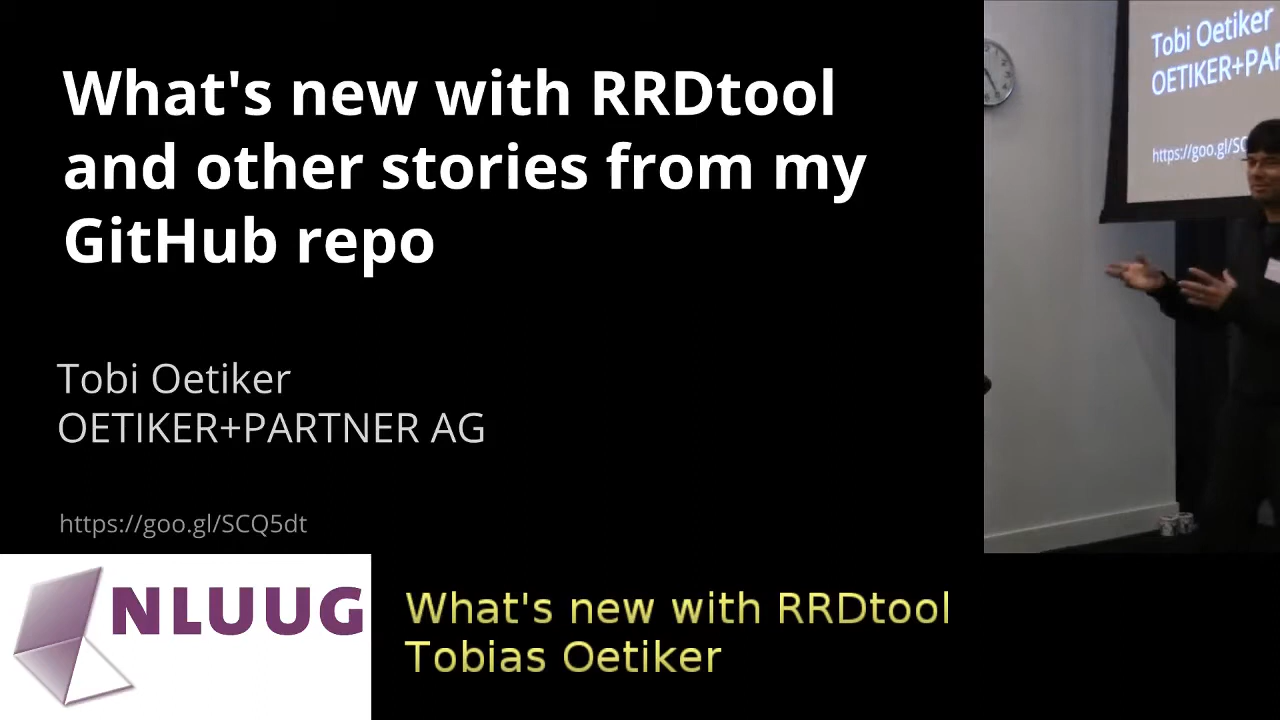 What's new with RRDtool
and other stories from my
GitHub repo
Tobi Oetiker
OETIKER+PARTNER AG
https://goo.gl/SCQ5dt
Tobi Oetiker
OETIKER+PAR
https://goo.gl/SC
NLUUG
What's new with RRDtool
Tobias Oetiker